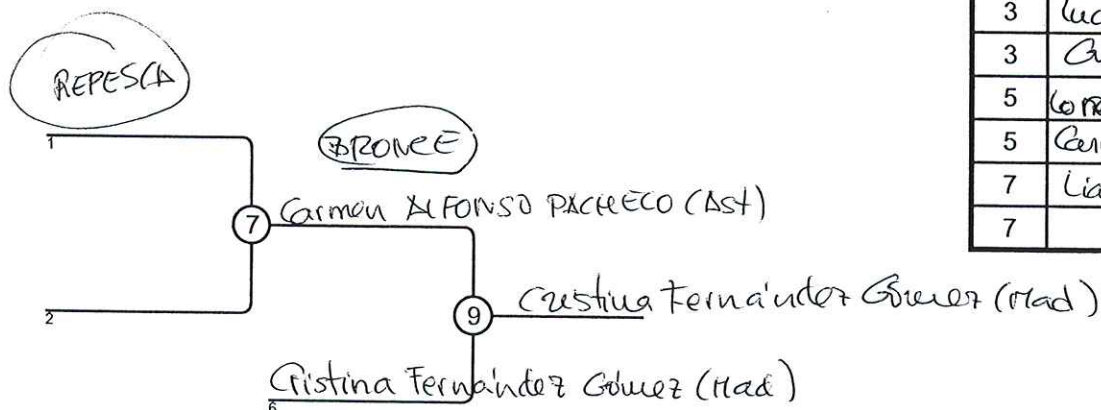 3
REPESCA
3
1
5
BRONCE
5
7 Carmen ALFONSO PACHECO (Ast)
7
7
2
9 Cristina Fernández Gómez (Mad)
Cristina Fernández Gómez (Mad)
6